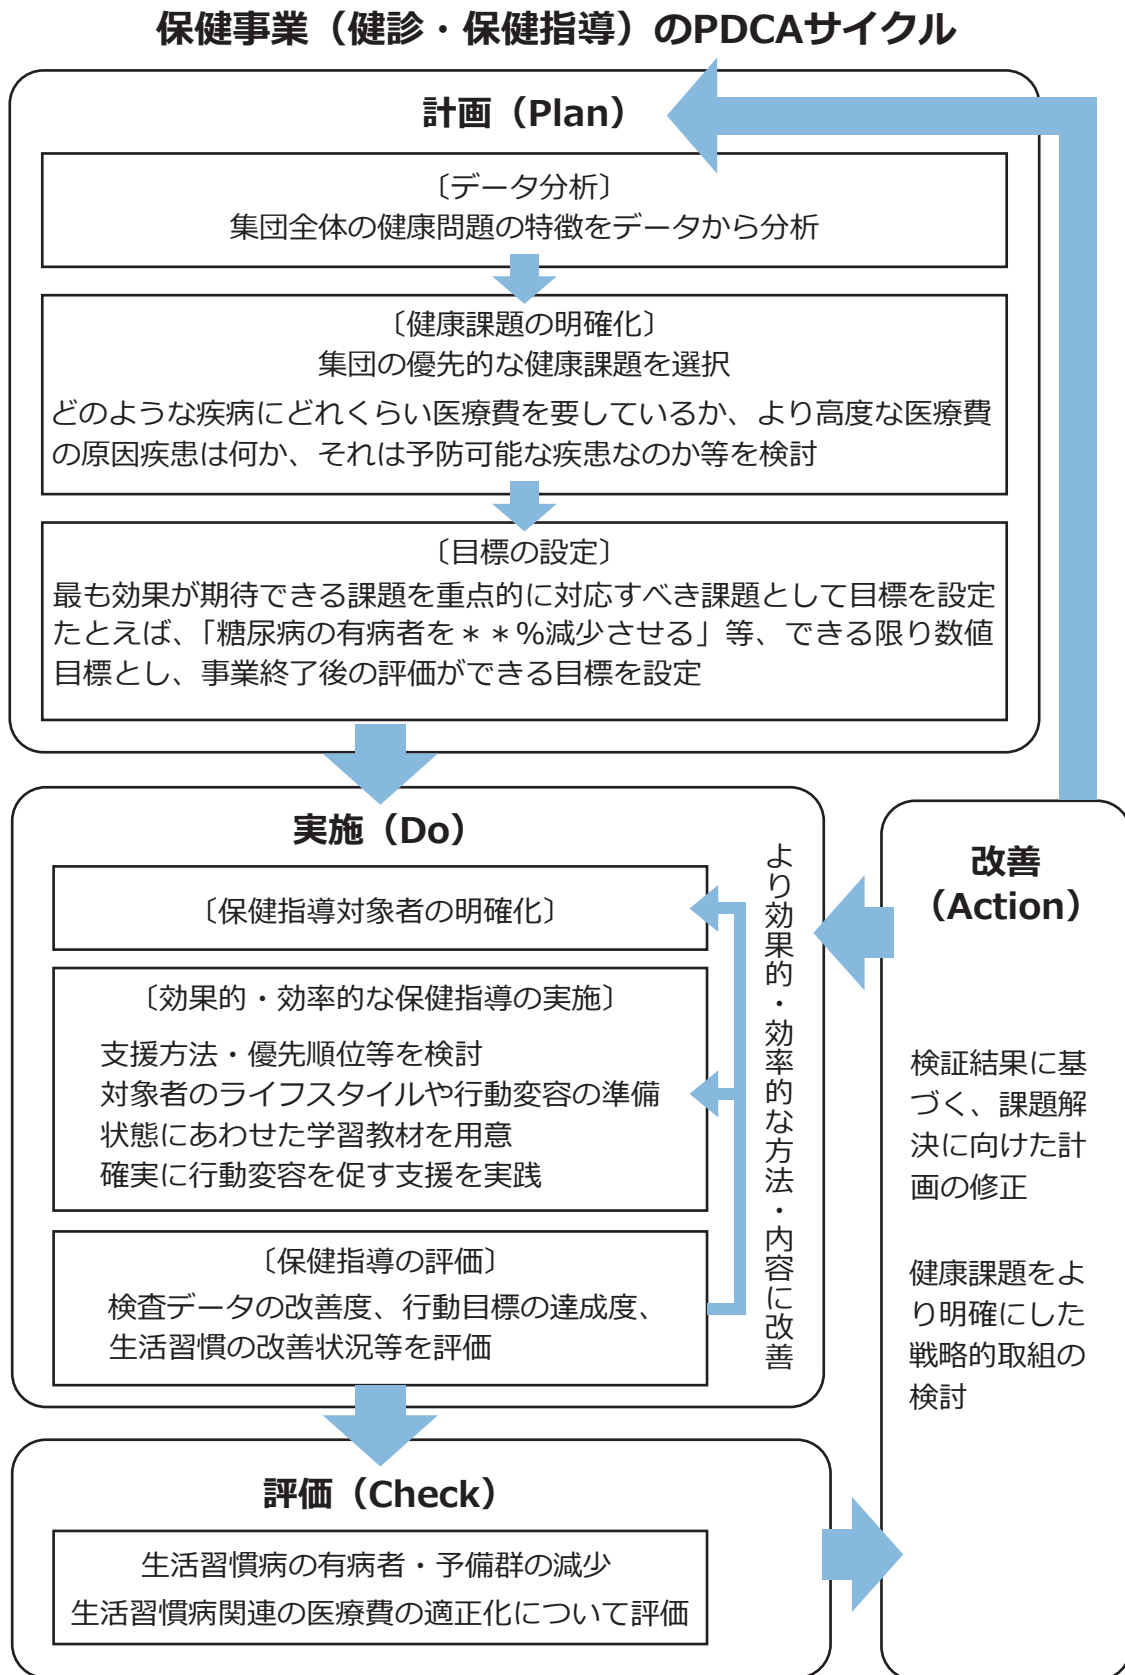 保健事業（健診・保健指導）のPDCAサイクル
計画（Plan）
〔データ分析〕
集団全体の健康問題の特徴をデータから分析
〔健康課題の明確化〕
集団の優先的な健康課題を選択
どのような疾病にどれくらい医療費を要しているか、より高度な医療費
の原因疾患は何か、それは予防可能な疾患なのか等を検討
〔目標の設定〕
最も効果が期待できる課題を重点的に対応すべき課題として目標を設定
たとえば、「糖尿病の有病者を＊＊%減少させる」等、できる限り数値
目標とし、事業終了後の評価ができる目標を設定
実施（Do）
〔保健指導対象者の明確化〕
〔効果的・効率的な保健指導の実施〕
支援方法・優先順位等を検討
対象者のライフスタイルや行動変容の準備
状態にあわせた学習教材を用意
確実に行動変容を促す支援を実践
〔保健指導の評価〕
検査データの改善度、行動目標の達成度、
生活習慣の改善状況等を評価
より効果的・効率的な方法・内容に改善
評価（Check）
生活習慣病の有病者・予備群の減少
生活習慣病関連の医療費の適正化について評価
改善
（Action）
検証結果に基
づく、課題解
決に向けた計
画の修正
健康課題をよ
り明確にした
戦略的取組の
検討